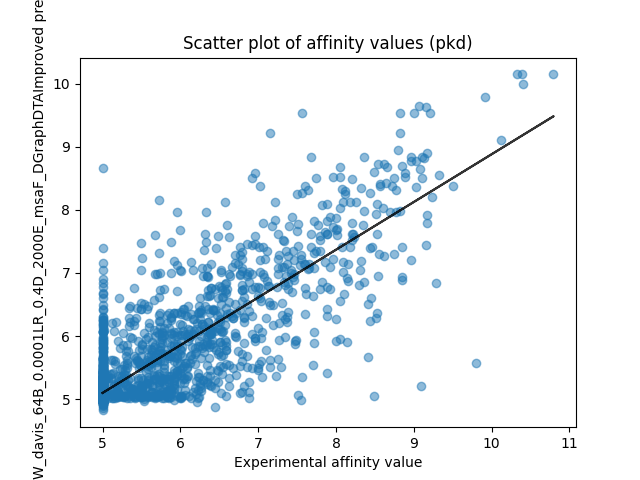 Scatter plot of affinity values (pkd)
W_davis_64B_0.0001LR_0.4D_2000E_msaF_DGraphDTAImproved pre
10
9
8
7
6
5
5 6 7 8 9 10 11
Experimental affinity value